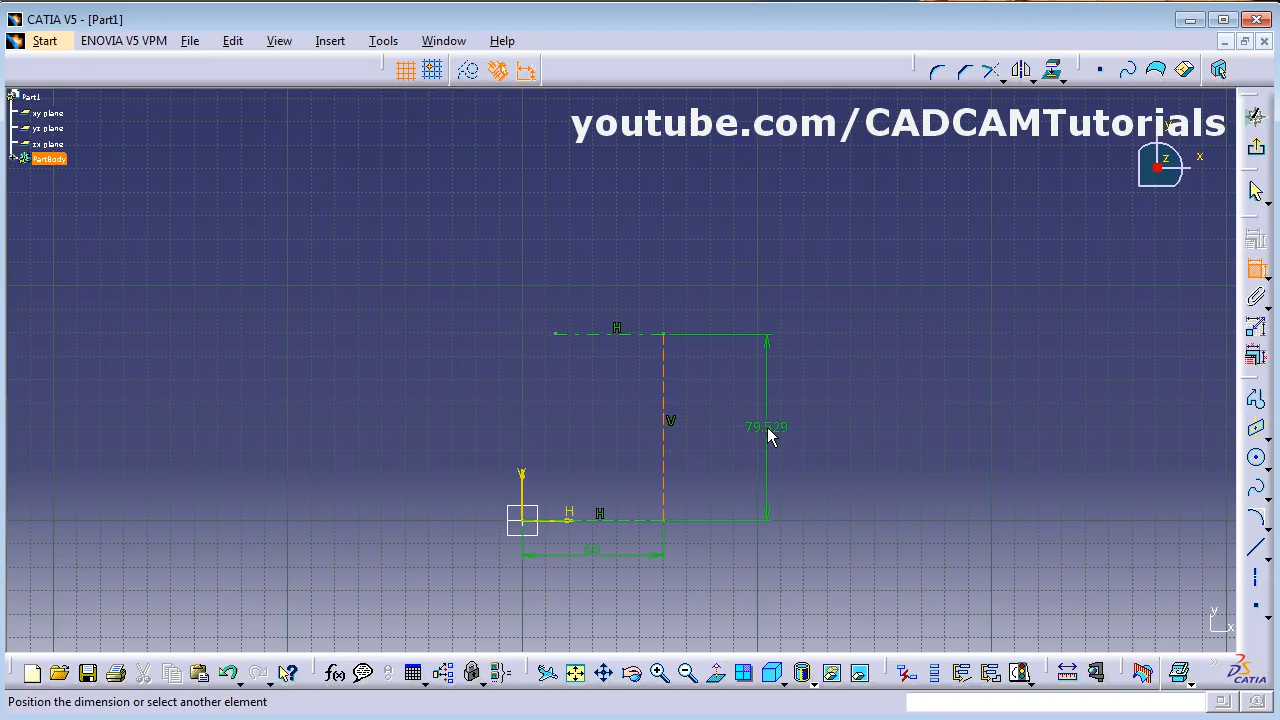 CATIA V5 - [Part1]
Start ENOVIA V5 VPM File Edit View Insert Tools Window Help
Part1
xy plane
yz plane
zx plane
PartBody
youtube.com/CADCAMTutorials
y
z
x
H
V
79.529
V
H
H
60
y
x
f(x)
CATIA
Position the dimension or select another element